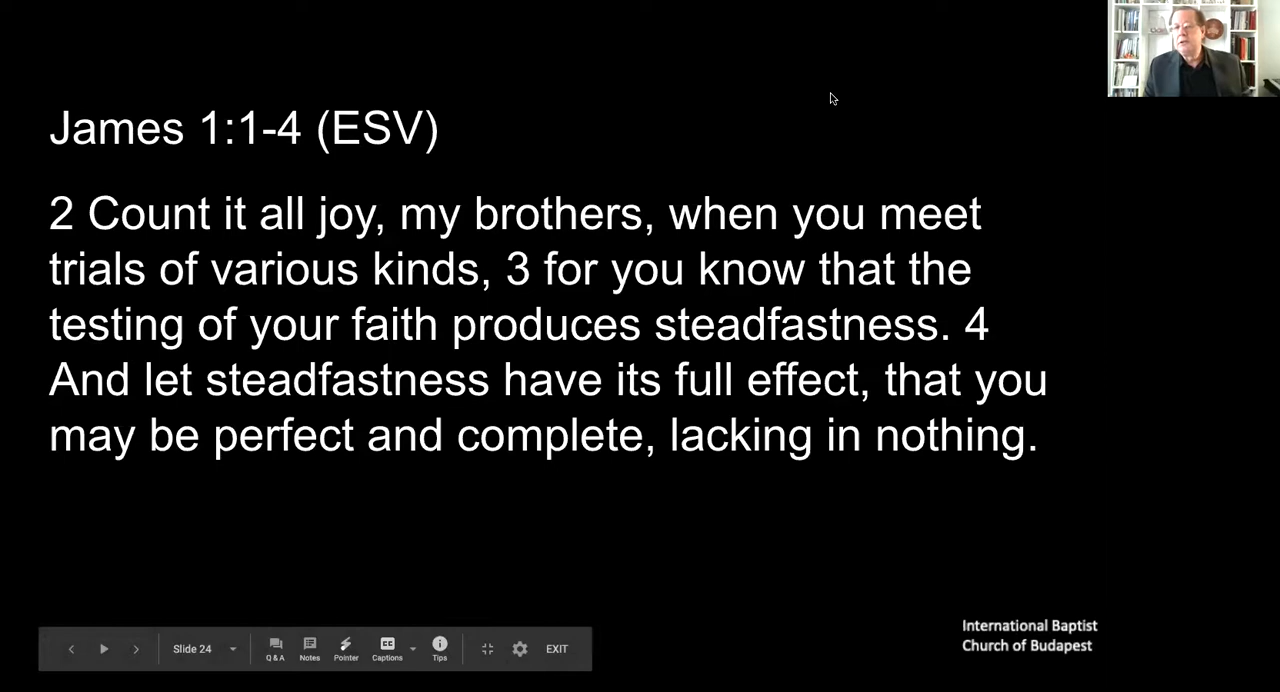 James 1:1-4 (ESV)
2 Count it all joy, my brothers, when you meet
trials of various kinds, 3 for you know that the
testing of your faith produces steadfastness. 4
And let steadfastness have its full effect, that you
may be perfect and complete, lacking in nothing.
International Baptist
Church of Budapest
Slide 24
Q & A
Notes
Pointer
CC
Captions
Tips
EXIT